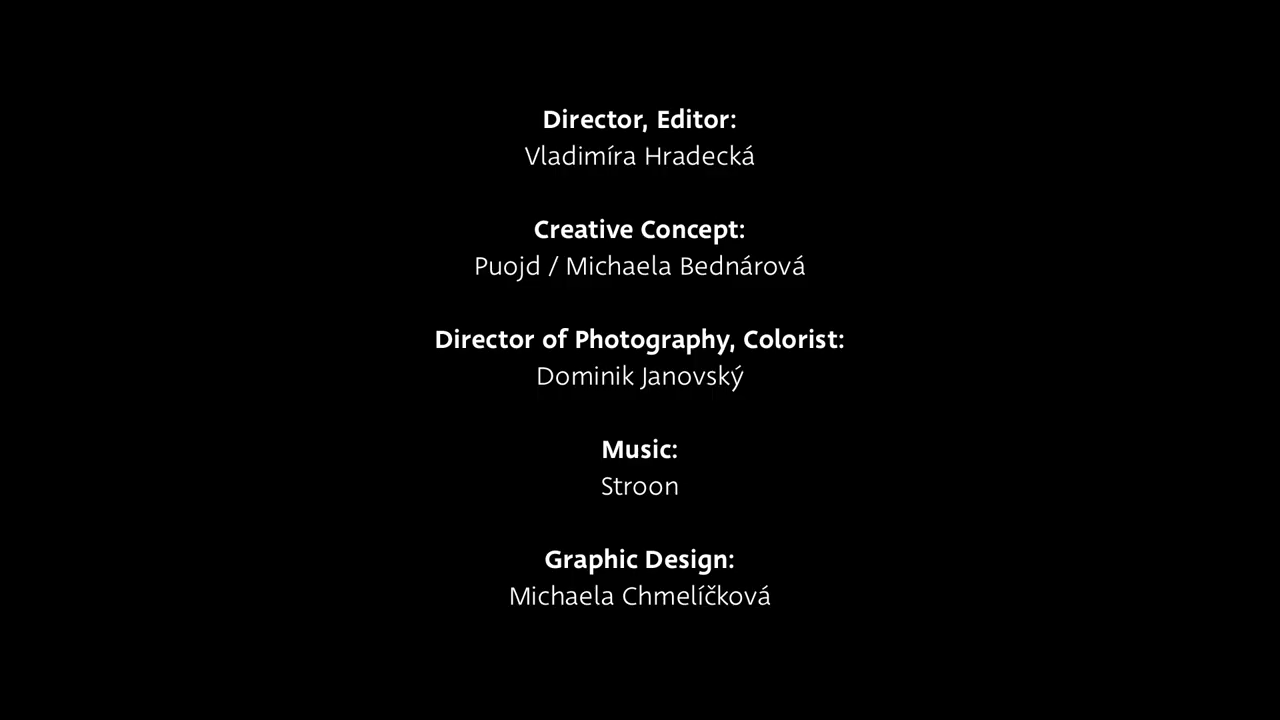 Director, Editor:
Vladimíra Hradecká
Creative Concept:
Puojd / Michaela Bednárová
Director of Photography, Colorist:
Dominik Janovský
Music:
Stroon
Graphic Design:
Michaela Chmelíčková